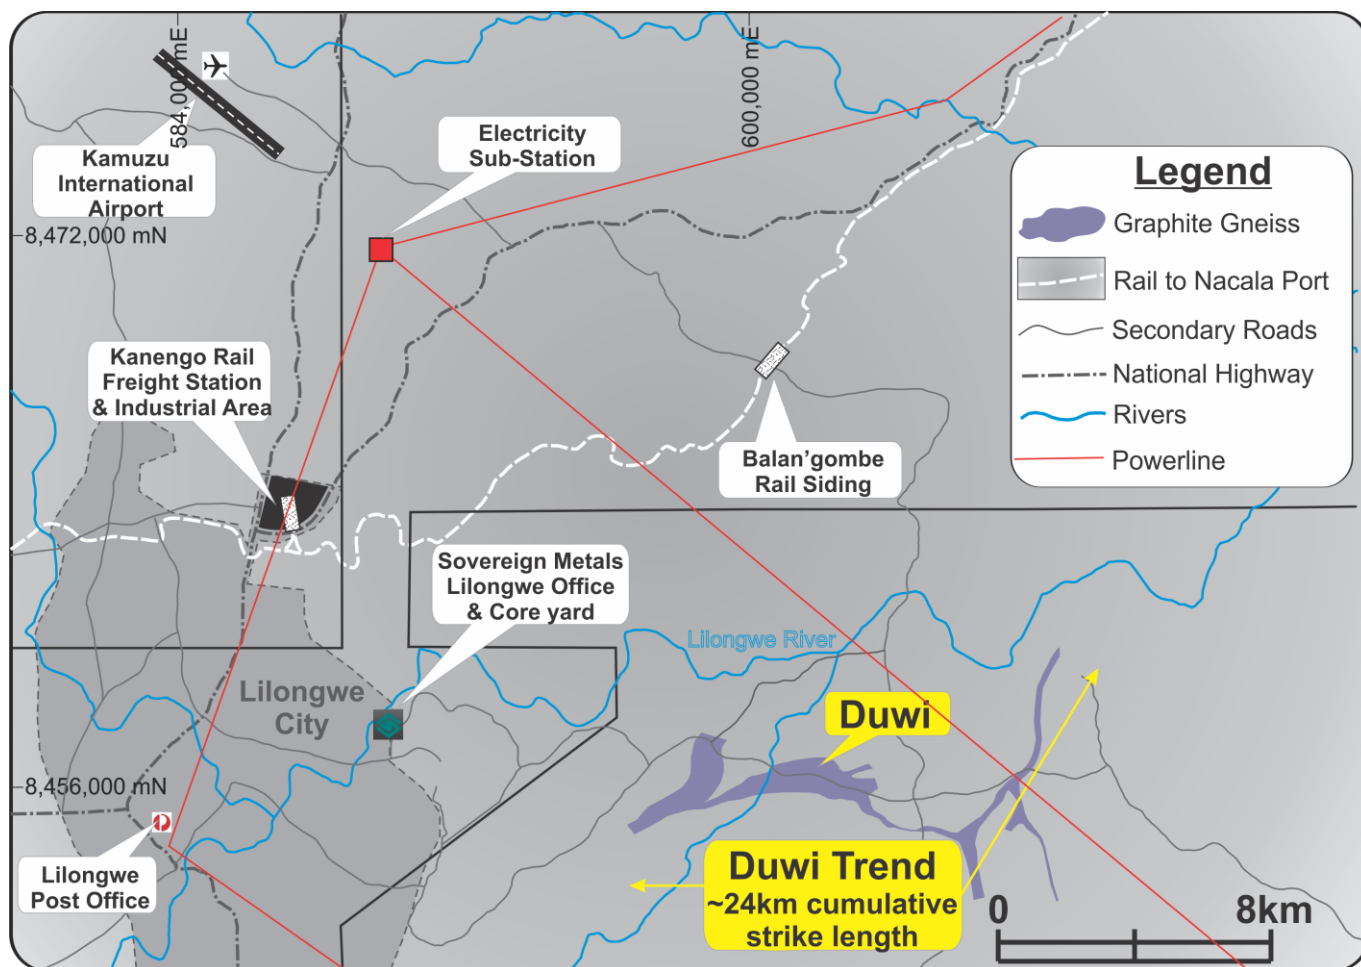 584,000 mE
600,000 mE
Kamuzu
International
Airport
Electricity
Sub-Station
8,472,000 mN
Legend
Graphite Gneiss
Rail to Nacala Port
Secondary Roads
National Highway
Rivers
Powerline
Kanengo Rail
Freight Station
& Industrial Area
Balan'gombe
Rail Siding
Sovereign Metals
Lilongwe Office
& Core yard
Lilongwe River
Lilongwe
City
Duwi
8,456,000 mN
Lilongwe
Post Office
Duwi Trend
~24km cumulative
strike length
0 8km